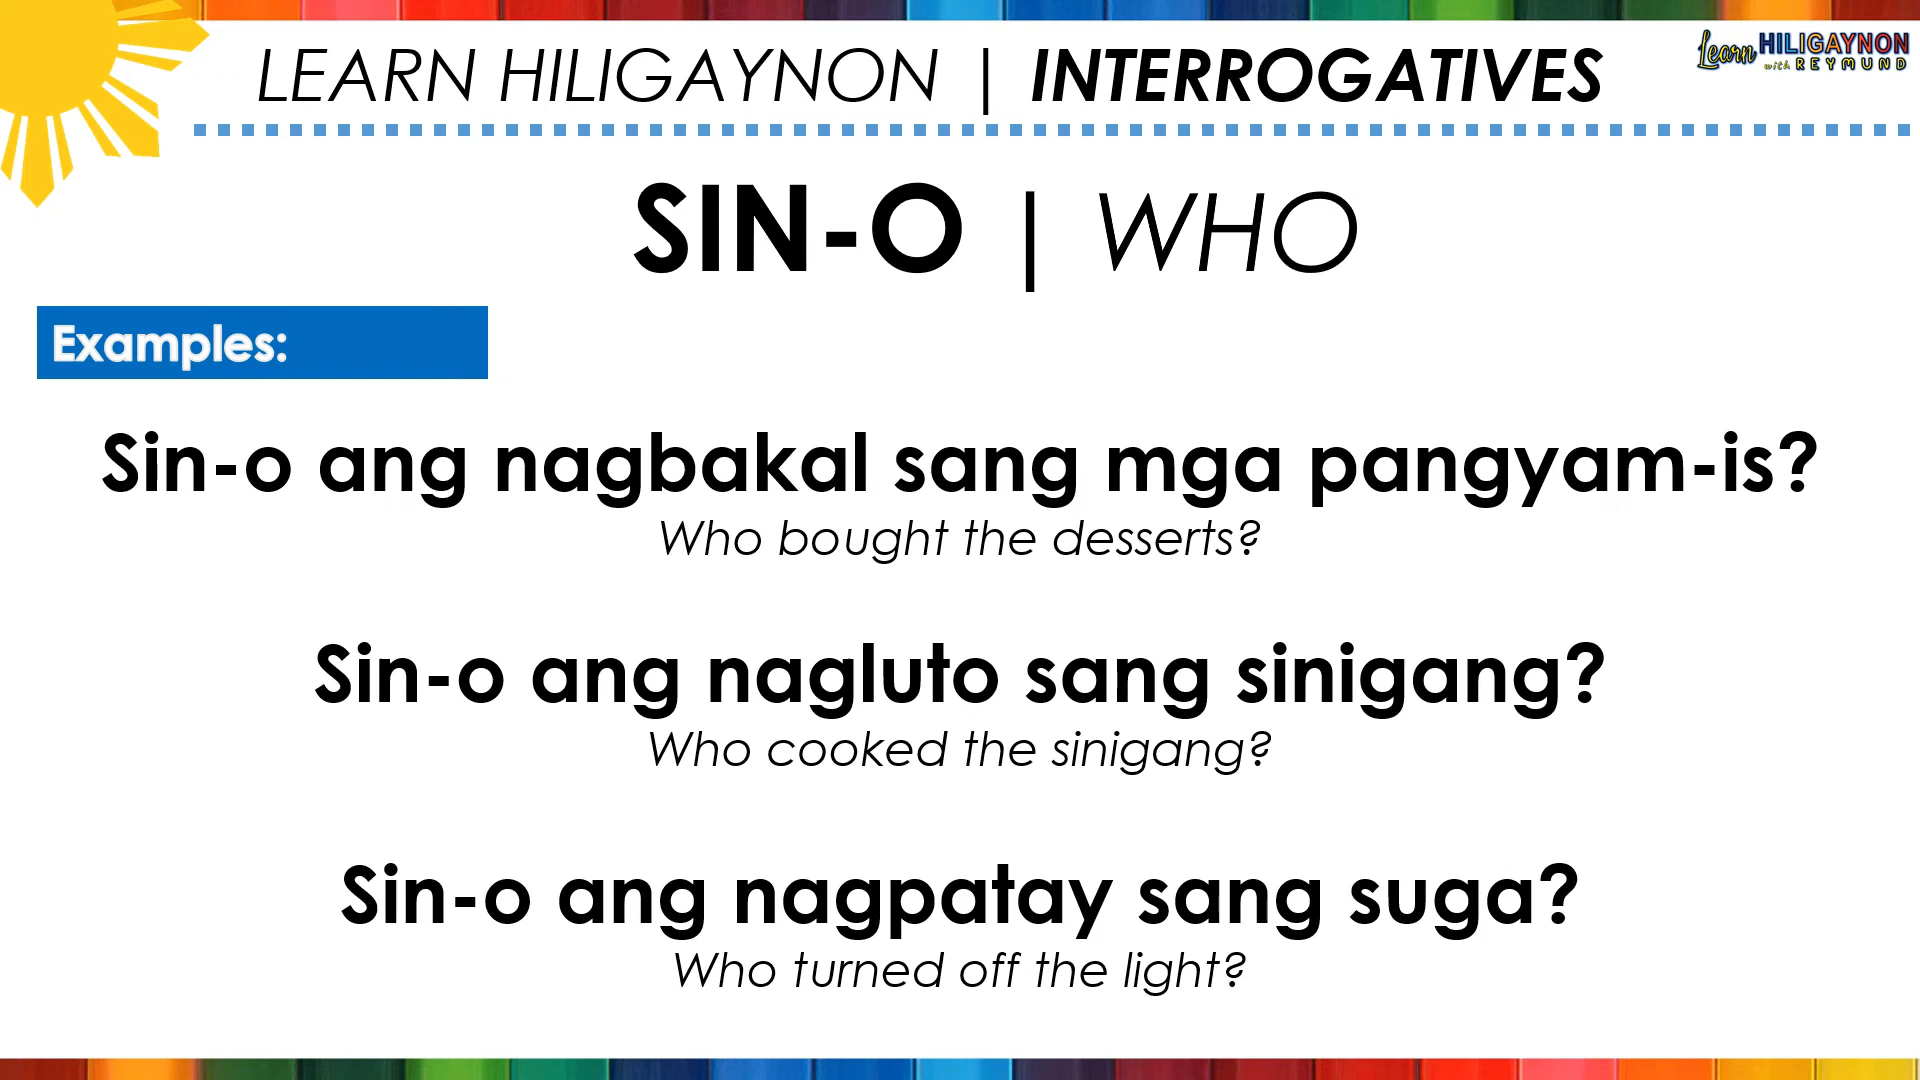 LEARN HILIGAYNON | INTERROGATIVES
Learn HILIGAYNON
with REYMUND
SIN-O | WHO
Examples:
Sin-o ang nagbakal sang mga pangyam-is?
Who bought the desserts?
Sin-o ang nagluto sang sinigang?
Who cooked the sinigang?
Sin-o ang nagpatay sang suga?
Who turned off the light?